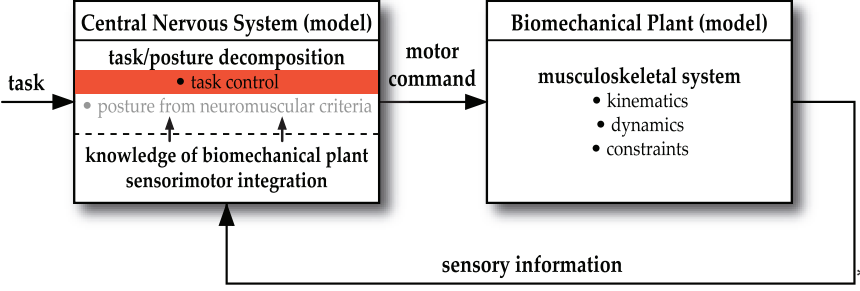 Central Nervous System (model)
task/posture decomposition
• task control
• posture from neuromuscular criteria
knowledge of biomechanical plant
sensorimotor integration
task
motor
command
Biomechanical Plant (model)
musculoskeletal system
• kinematics
• dynamics
• constraints
sensory information
,